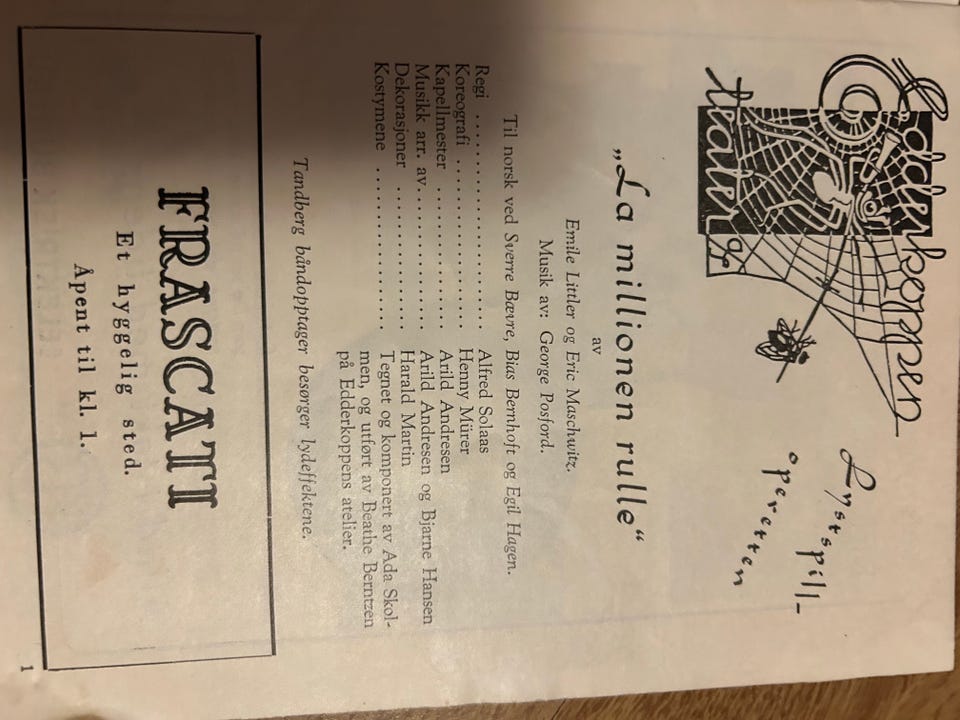 Edderkoppen
teater
Lystspill-
operetten
„La millionen rulle“
av
Emile Littler og Eric Maschwitz.
Musik av: George Posford.
Til norsk ved Sverre Bævre, Bias Bernhoft og Egil Hagen.
Regi .................... Alfred Solaas
Koreografi .................. Henny Mürer
Kapellmester .............. Arild Andresen
Musikk arr. av............. Arild Andresen og Bjarne Hansen
Dekorasjoner .............. Harald Martin
Kostymene ................. Tegnet og komponert av Ada Skol-
men, og utført av Beathe Berntzen
på Edderkoppens atelier.
Tandberg båndopptager besørger lydeffektene.
FRASCATI
Et hyggelig sted.
Åpent til kl. 1.
1